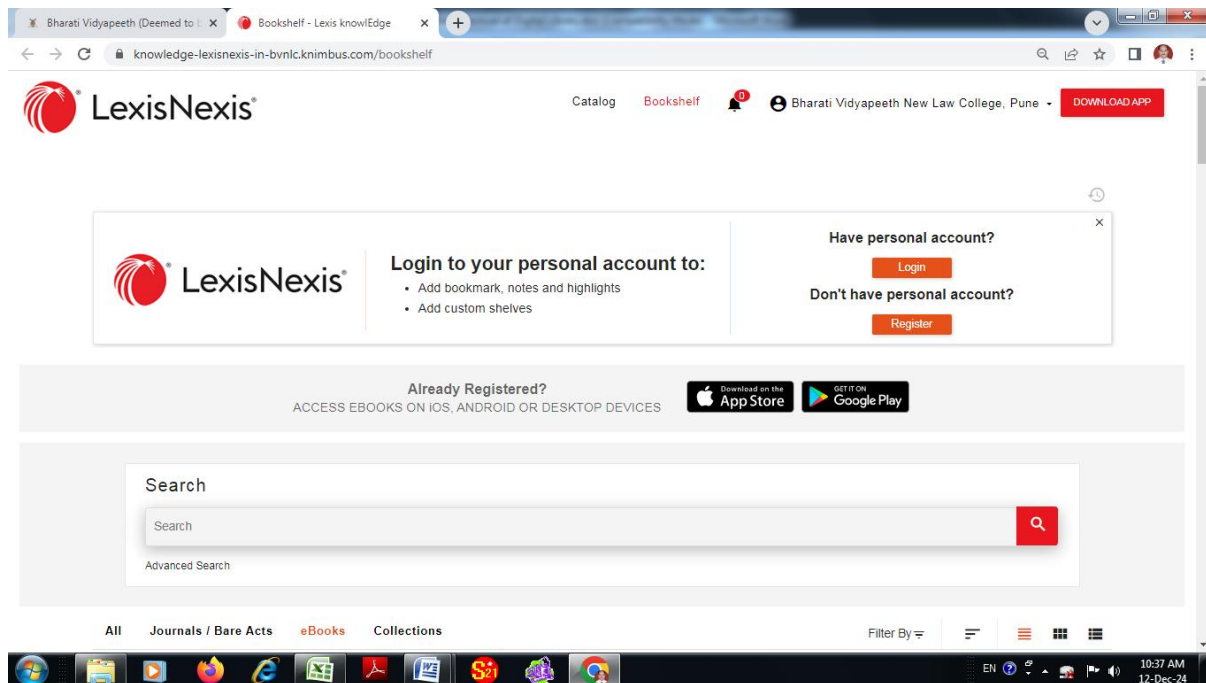 Bharati Vidyapeeth (Deemed to b
Bookshelf - Lexis knowlEdge
knowledge-lexisnexis-in-bvnlc.knimbus.com/bookshelf
LexisNexis®
Catalog Bookshelf 0 Bharati Vidyapeeth New Law College, Pune DOWNLOAD APP
LexisNexis®
Login to your personal account to:
• Add bookmark, notes and highlights
• Add custom shelves
Have personal account?
Login
Don't have personal account?
Register
Already Registered?
ACCESS EBOOKS ON iOS, ANDROID OR DESKTOP DEVICES
Download on the
App Store
GET IT ON
Google Play
Search
Search
Advanced Search
All Journals / Bare Acts eBooks Collections Filter By
EN
10:37 AM
12-Dec-24